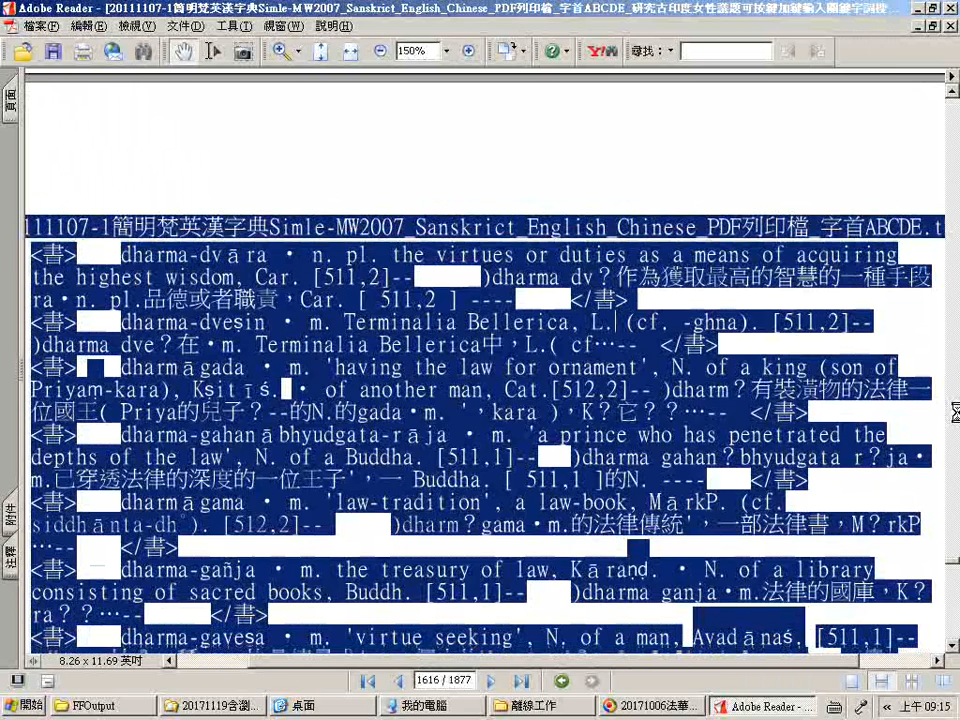 Adobe Reader - [20111107-1簡明梵英漢字典Simle-MW2007_Sanskrict_English_Chinese_PDF列印檔_字首ABCDE_研究古印度女性議題可按鍵加鍵輸入關鍵字詞搜
檔案(F) 編輯(E) 檢視(V) 文件(D) 工具(T) 視窗(W) 說明(H)
150% Y! 尋找：
頁面
111107-1簡明梵英漢字典Simle-MW2007_Sanskrict_English_Chinese_PDF列印檔_字首ABCDE.t
<書> dharma-dvāra • n. pl. the virtues or duties as a means of acquiring
the highest wisdom, Car. [511,2]-- )dharma dv？作為獲取最高的智慧的一種手段
ra•n. pl.品德或者職責，Car. [ 511,2 ] ---- </書>
<書> dharma-dveṣin • m. Terminalia Bellerica, L. (cf. -ghna). [511,2]--
)dharma dve？在•m. Terminalia Bellerica中，L.( cf…-- </書>
<書> dharmāgada • m. 'having the law for ornament', N. of a king (son of
Priyaṃ-kara), Kṣitīś. • of another man, Cat.[512,2]-- )dharm？有裝潢物的法律一
位國王( Priya的兒子？--的N.的gada•m. '，kara )，K？它？？…-- </書>
<書> dharma-gahanābhyudgata-rāja • m. 'a prince who has penetrated the
depths of the law', N. of a Buddha. [511,1]-- )dharma gahan？bhyudgata r？ja•
m.已穿透法律的深度的一位王子'，一 Buddha. [ 511,1 ]的N. ---- </書>
<書> dharmāgama • m. 'law-tradition', a law-book, MārkP. (cf.
siddhānta-dh°). [512,2]-- )dharm？gama•m.的法律傳統'，一部法律書，M？rkP
…-- </書>
<書> dharma-gañja • m. the treasury of law, Kāraṇḍ. • N. of a library
consisting of sacred books, Buddh. [511,1]-- )dharma ganja•m.法律的國庫，K？
ra？？…-- </書>
<書> dharma-gaveṣa • m. 'virtue seeking', N. of a man, Avadānaś. [511,1]--
附件
注釋
8.26 x 11.69 英吋
1616 / 1877
開始 FFOutput 20171119含瀏... 桌面 我的電腦 離線工作 20171006法華... Adobe Reader - [... 上午 09:15